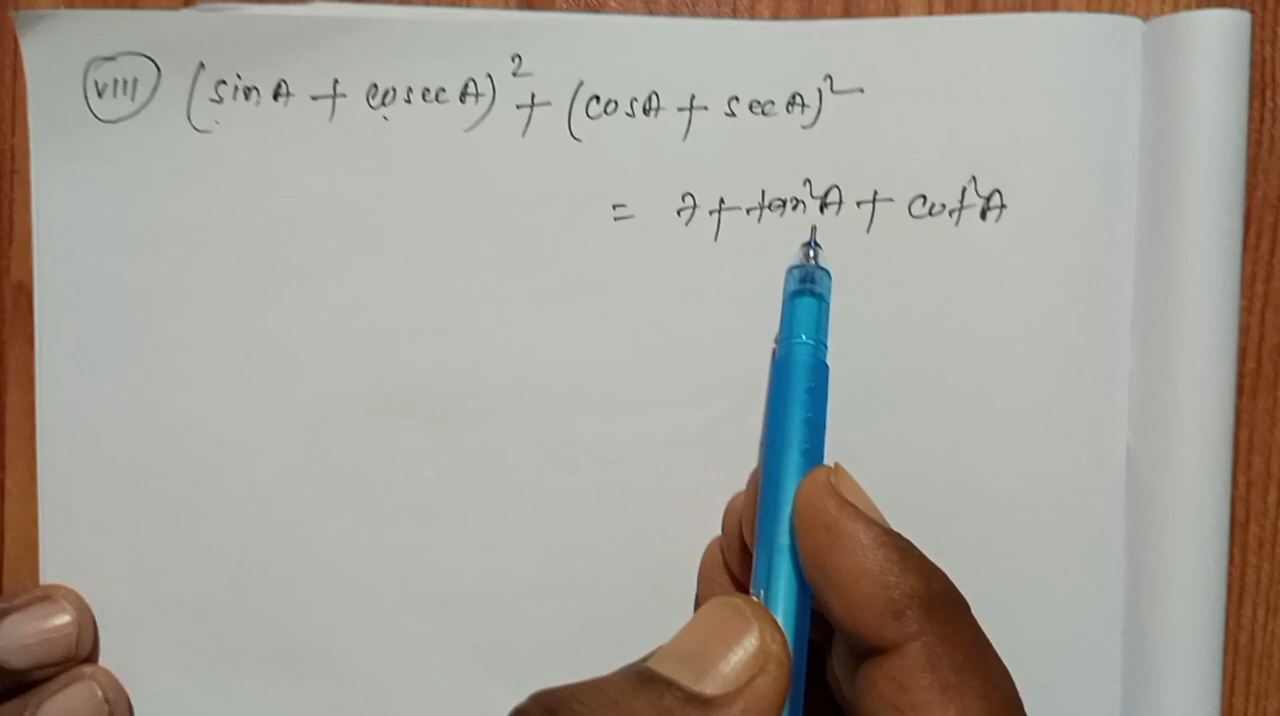 (viii) (sin A + cosec A)² + (cos A + sec A)²
= 7 + tan²A + cot²A